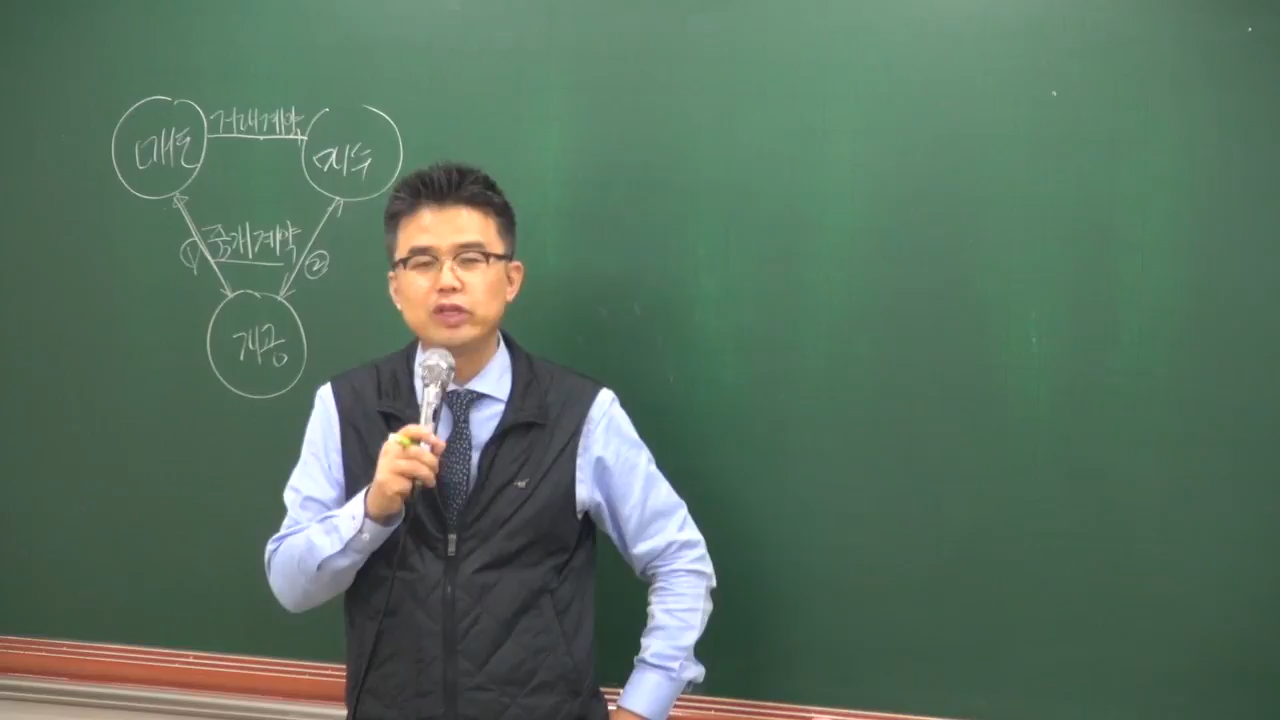 매도 거래계약 매수
① 중개계약 ②
개공